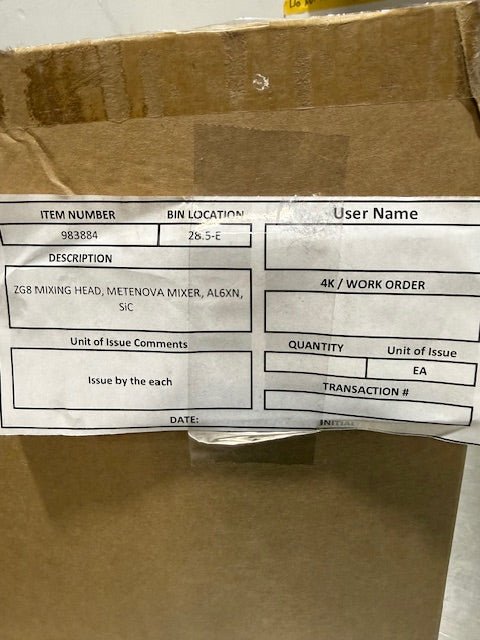 ITEM NUMBER BIN LOCATION User Name
983884 28.5-E
DESCRIPTION
ZG8 MIXING HEAD, METENOVA MIXER, AL6XN,
SiC
4K / WORK ORDER
Unit of Issue Comments
QUANTITY Unit of Issue
EA
Issue by the each
TRANSACTION #
DATE: INITIAL